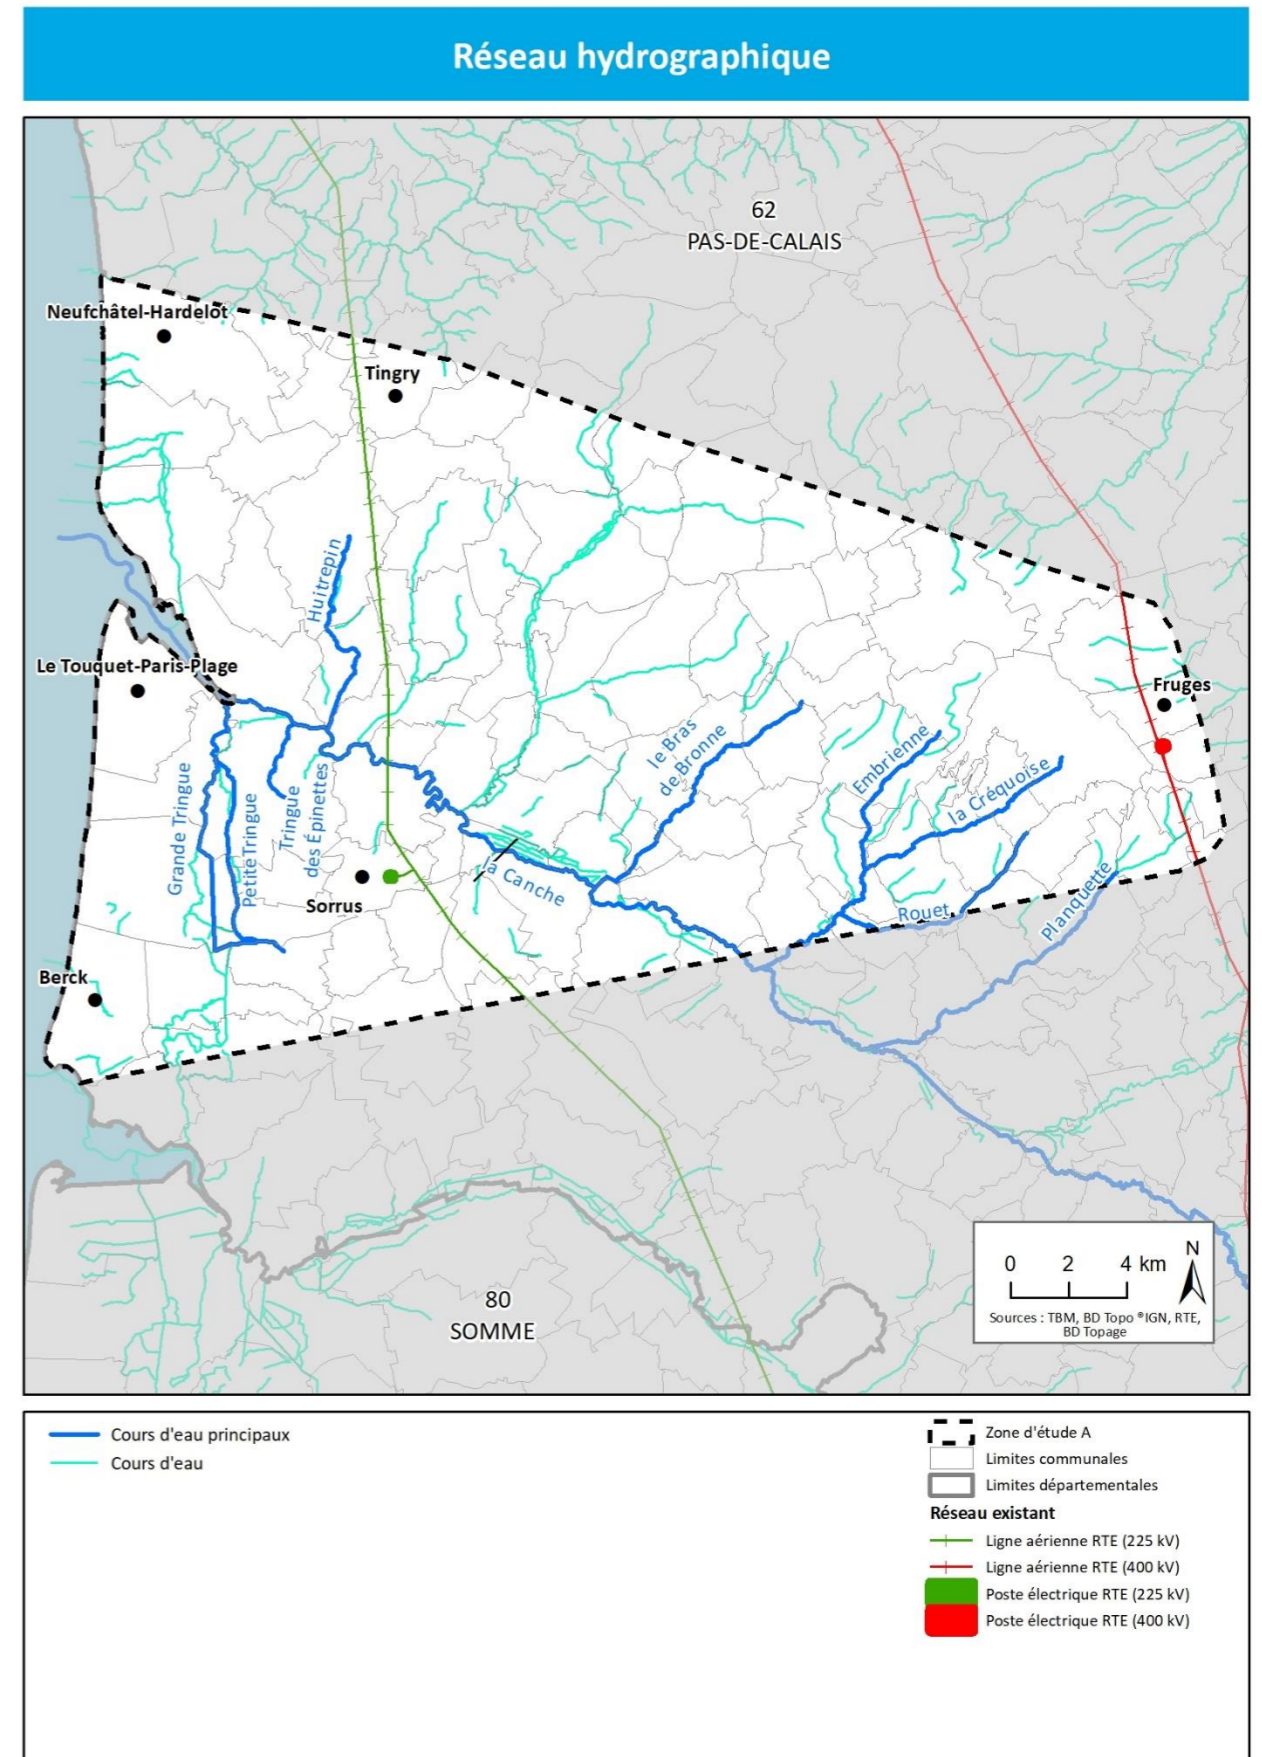 Réseau hydrographique
62
PAS-DE-CALAIS
Neufchâtel-Hardelot
Tingry
Huitrepin
Le Touquet-Paris-Plage
Fruges
le Bras
de Bronne
Embrienne
la Créquoise
Grande Tringue
Petite Tringue
Tringue
des Épinettes
la Canche
Sorrus
Rouet
Planquette
Berck
80
SOMME
0 2 4 km
N
Sources : TBM, BD Topo ®IGN, RTE,
BD Topage
Cours d'eau principaux
Cours d'eau
Zone d'étude A
Limites communales
Limites départementales
Réseau existant
Ligne aérienne RTE (225 kV)
Ligne aérienne RTE (400 kV)
Poste électrique RTE (225 kV)
Poste électrique RTE (400 kV)